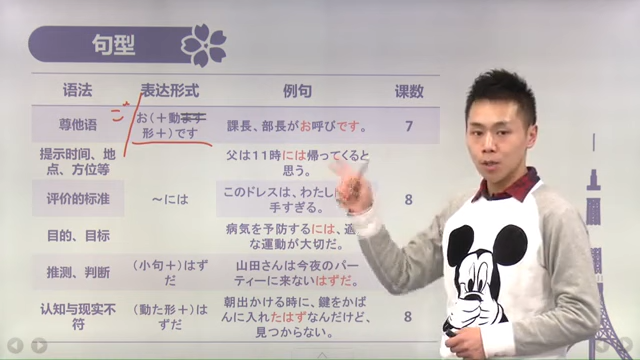 句型
语法 表达形式 例句 课数
尊他语 お(+動ます
形+)です 課長、部長がお呼びです。 7
提示时间、地
点、方位等 父は11時には帰ってくると
思う。
评价的标准 ～には このドレスは、わたしに
手すぎる。 8
目的、目标 病気を予防するには、適
な運動が大切だ。
推测、判断 (小句+)はず
だ 山田さんは今夜のパー
ティーに来ないはずだ。
认知与现实不
符 (動た形+)は
ずだ 朝出かける時に、鍵をかば
んに入れたはずなんだけど、
見つからない。 8